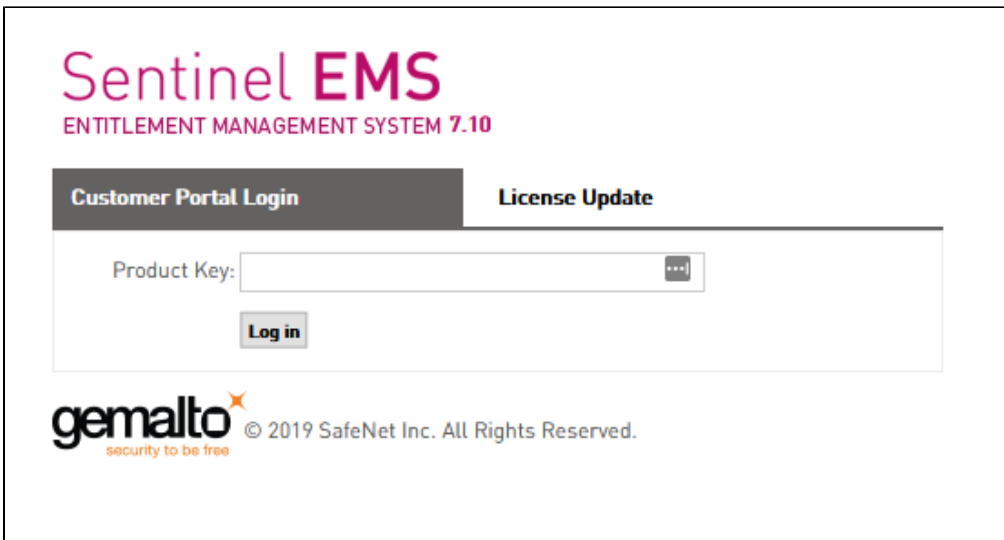 Sentinel EMS
ENTITLEMENT MANAGEMENT SYSTEM 7.10
Customer Portal Login
License Update
Product Key:
Log in
gemalto
security to be free
© 2019 SafeNet Inc. All Rights Reserved.